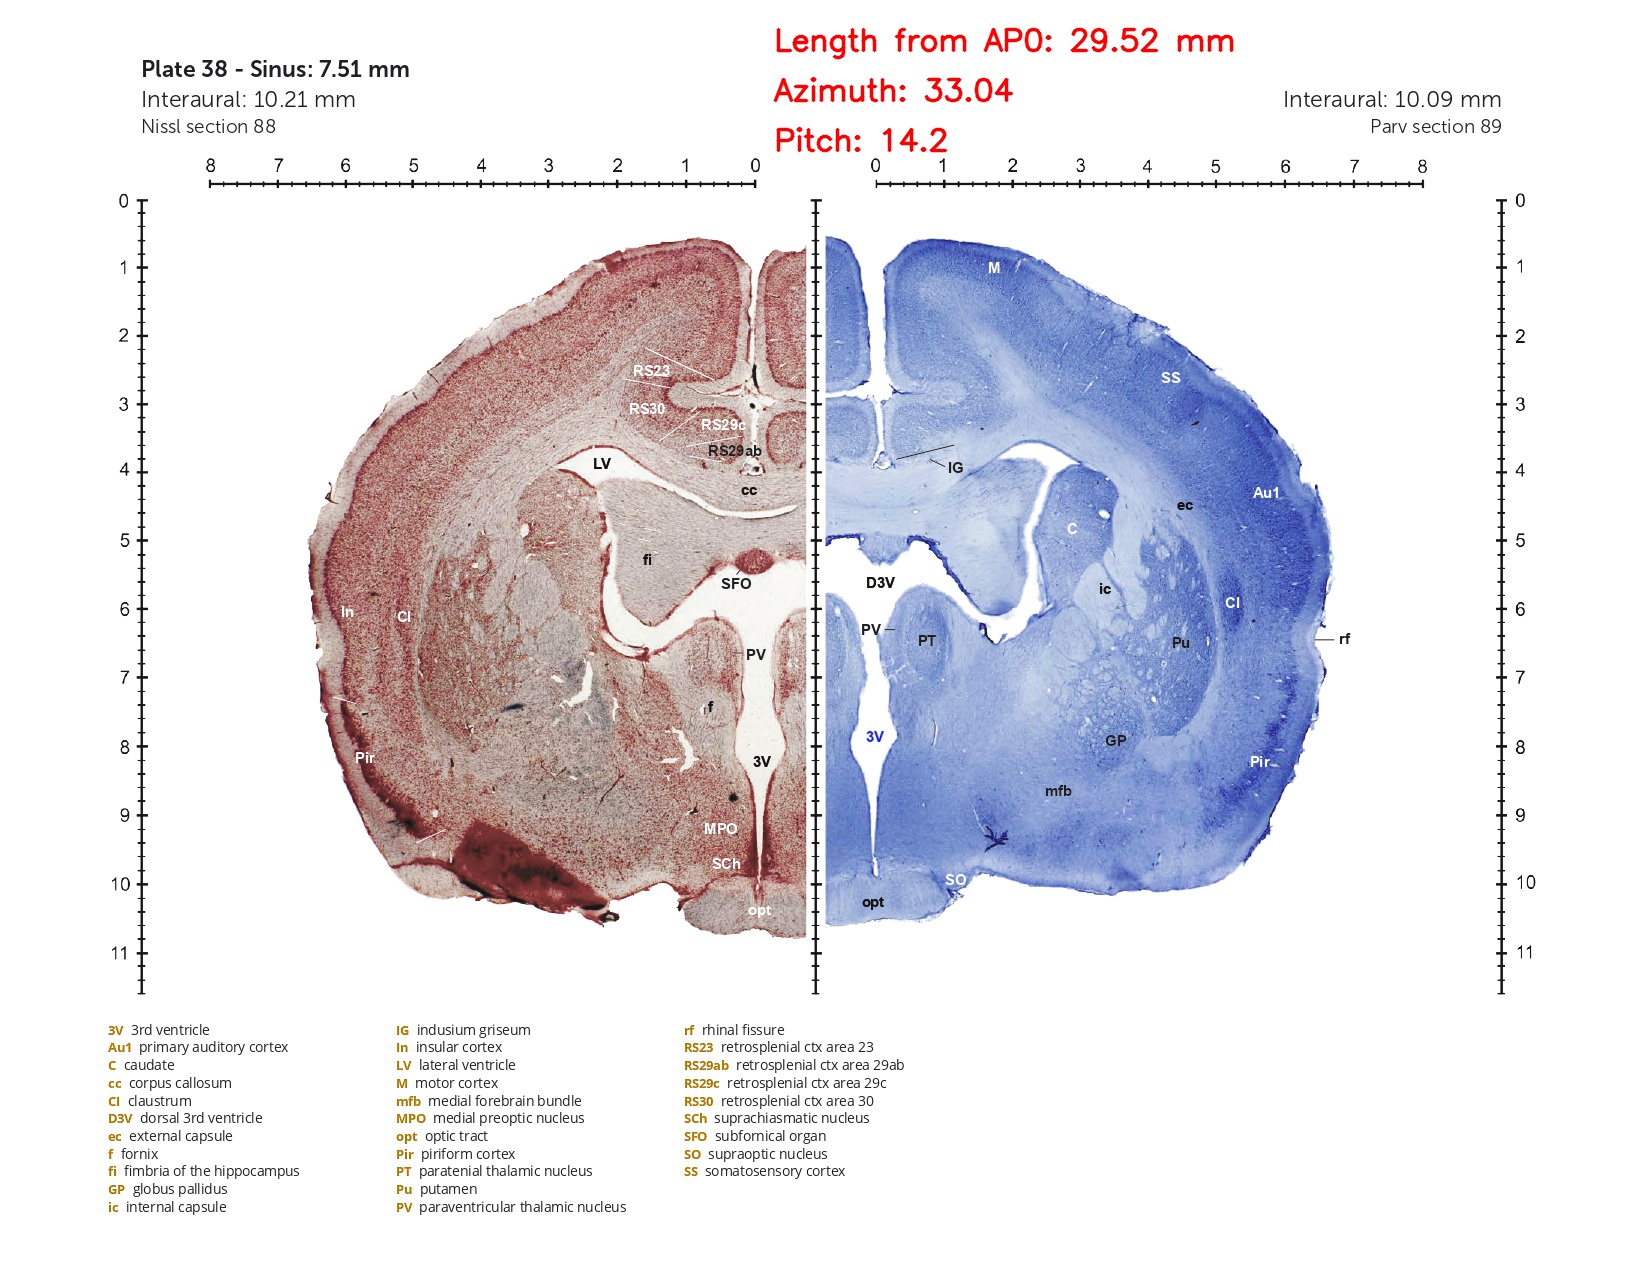 Length from AP0: 29.52 mm
Plate 38 - Sinus: 7.51 mm
Azimuth: 33.04
Interaural: 10.21 mm
Interaural: 10.09 mm
Nissl section 88
Parv section 89
Pitch: 14.2
8 7 6 5 4 3 2 1 0
0 1 2 3 4 5 6 7 8
0
1
2
3
4
5
6
7
8
9
10
11
0
1
2
3
4
5
6
7
8
9
10
11
RS23
RS30
RS29c
RS29ab
LV
cc
fi
SFO
In
Cl
PV
f
Pir
3V
MPO
SCh
opt
M
SS
IG
Au1
ec
C
D3V
ic
Cl
PV
PT
Pu
rf
3V
GP
Pir
mfb
SO
opt
3V 3rd ventricle
Au1 primary auditory cortex
C caudate
cc corpus callosum
Cl claustrum
D3V dorsal 3rd ventricle
ec external capsule
f fornix
fi fimbria of the hippocampus
GP globus pallidus
ic internal capsule
IG indusium griseum
In insular cortex
LV lateral ventricle
M motor cortex
mfb medial forebrain bundle
MPO medial preoptic nucleus
opt optic tract
Pir piriform cortex
PT paratenial thalamic nucleus
Pu putamen
PV paraventricular thalamic nucleus
rf rhinal fissure
RS23 retrosplenial ctx area 23
RS29ab retrosplenial ctx area 29ab
RS29c retrosplenial ctx area 29c
RS30 retrosplenial ctx area 30
SCh suprachiasmatic nucleus
SFO subfornical organ
SO supraoptic nucleus
SS somatosensory cortex